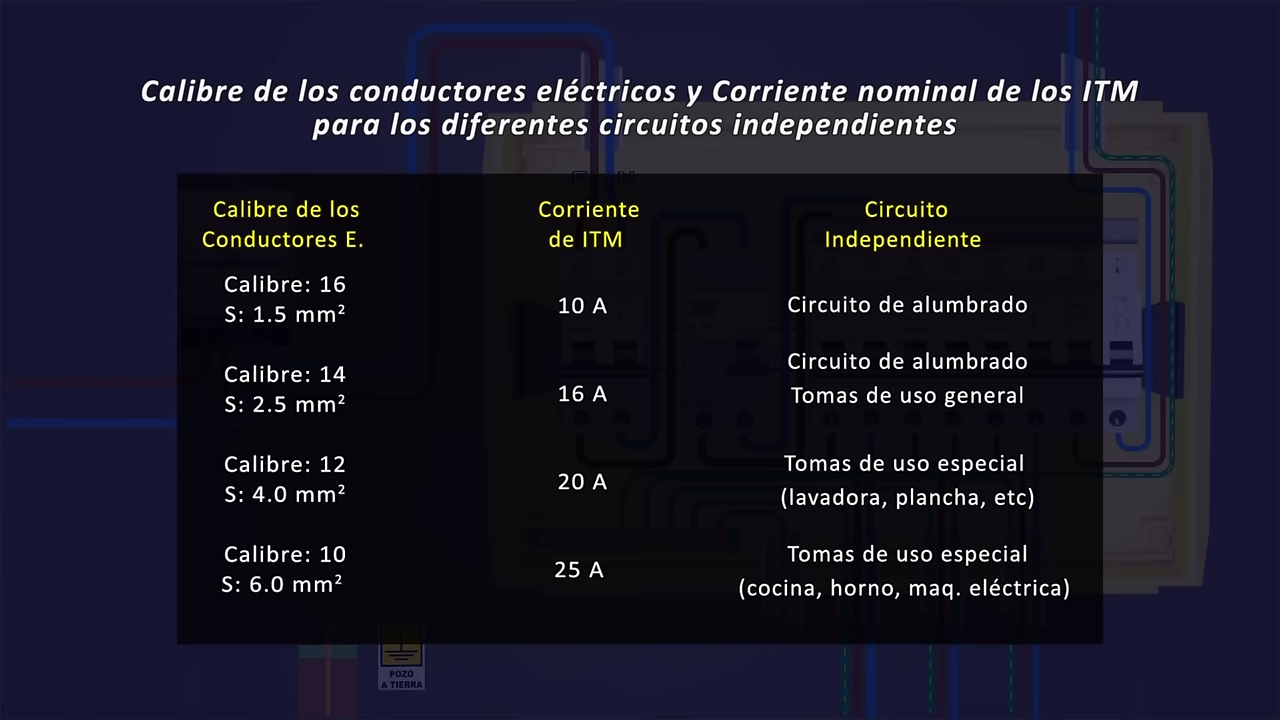 Calibre de los conductores eléctricos y Corriente nominal de los ITM
para los diferentes circuitos independientes
Calibre de los
Conductores E.
Corriente
de ITM
Circuito
Independiente
Calibre: 16
S: 1.5 mm²
10 A
Circuito de alumbrado
Calibre: 14
S: 2.5 mm²
16 A
Circuito de alumbrado
Tomas de uso general
Calibre: 12
S: 4.0 mm²
20 A
Tomas de uso especial
(lavadora, plancha, etc)
Calibre: 10
S: 6.0 mm²
25 A
Tomas de uso especial
(cocina, horno, maq. eléctrica)
POZO
A TIERRA